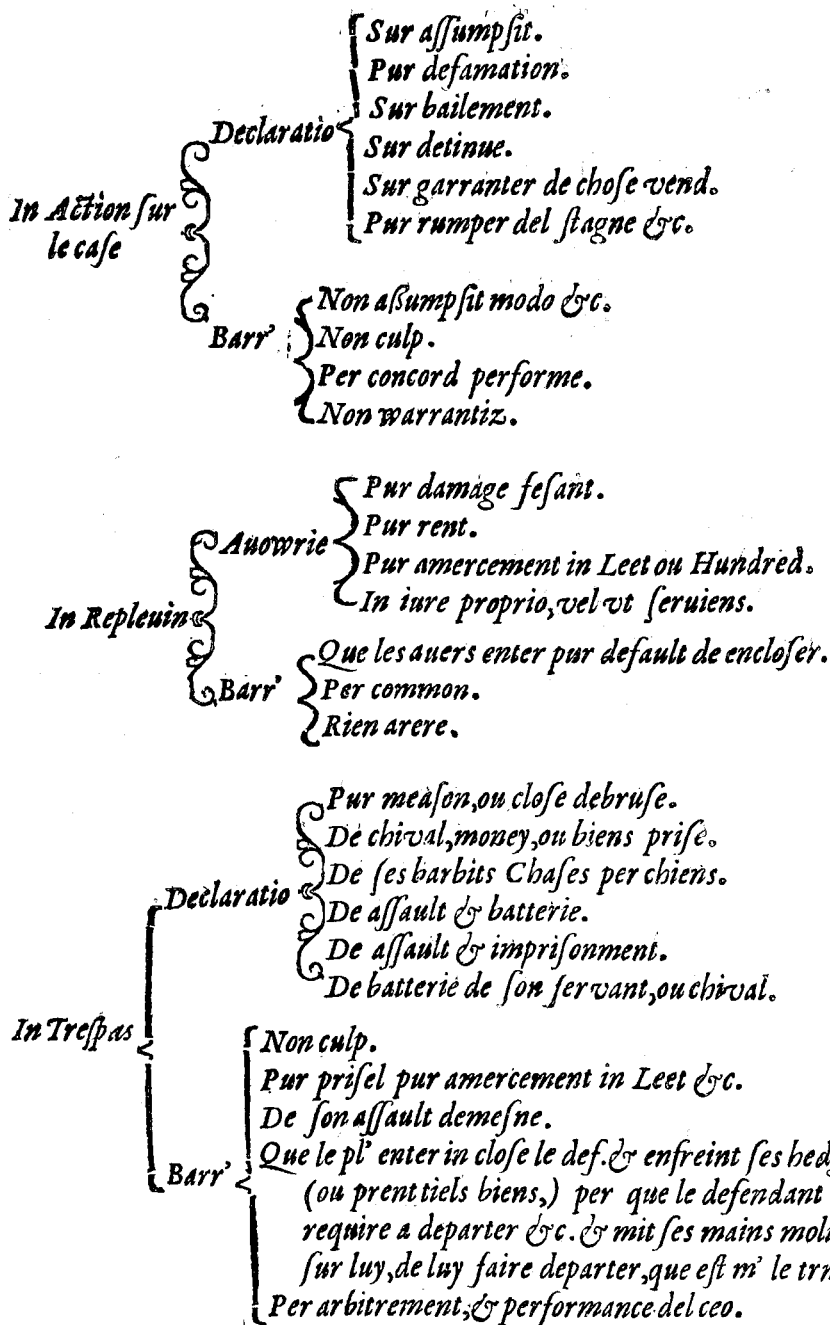 In Action ſur
le caſe
Declaratio
Sur aſſumpſit.
Pur defamation.
Sur bailement.
Sur detinue.
Sur garranter de choſe vend.
Pur rumper del ſtagne &c.
Barr'
Non aſsumpſit modo &c.
Non culp.
Per concord performe.
Non warrantiz.
In Repleuin
Auowrie
Pur damage feſant.
Pur rent.
Pur amercement in Leet ou Hundred.
In iure proprio, vel vt ſeruiens.
Barr'
Que les auers enter pur default de encloſer.
Per common.
Rien arere.
In Treſpas
Declaratio
Pur meaſon, ou cloſe debruſe.
De chival, money, ou biens priſe.
De ſes barbits Chaſes per chiens.
De aſſault & batterie.
De aſſault & impriſonment.
De batterie de ſon ſervant, ou chival.
Barr'
Non culp.
Pur priſel pur amercement in Leet &c.
De ſon aſſault demeſne.
Que le pl' enter in cloſe le def. & enfreint ſes
(ou prent tiels biens,) per que le defendant
require a departer &c. & mit ſes mains
ſur luy, de luy faire departer, que eſt m' le
Per arbitrement, & performance del ceo.